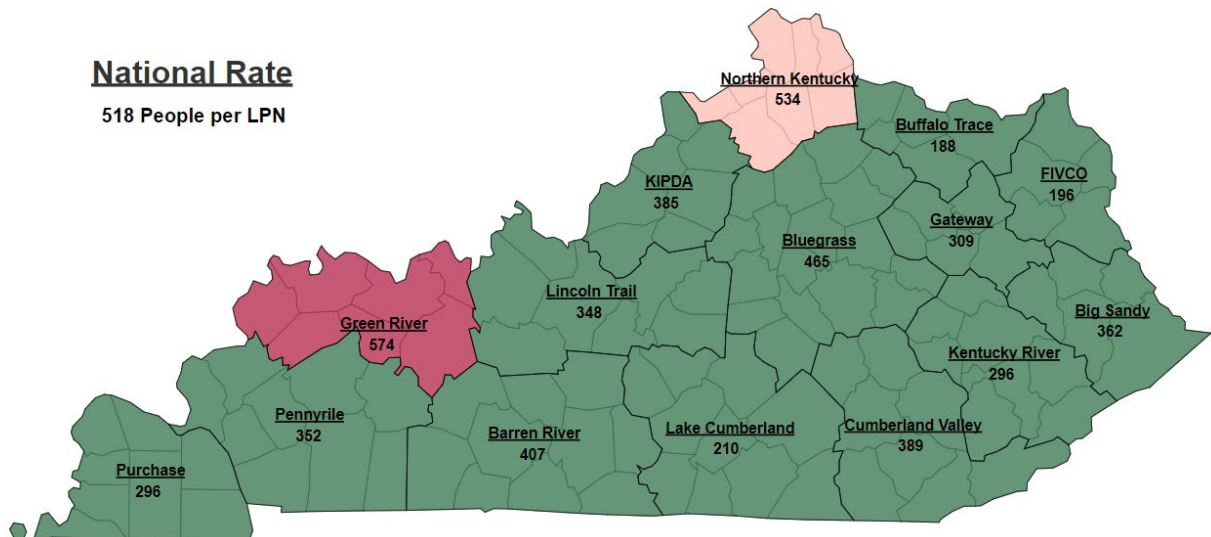 National Rate
518 People per LPN
Northern Kentucky
534
Buffalo Trace
188
FIVCO
196
KIPDA
385
Gateway
309
Bluegrass
465
Lincoln Trail
348
Big Sandy
362
Green River
574
Kentucky River
296
Pennyrile
352
Barren River
407
Lake Cumberland
210
Cumberland Valley
389
Purchase
296